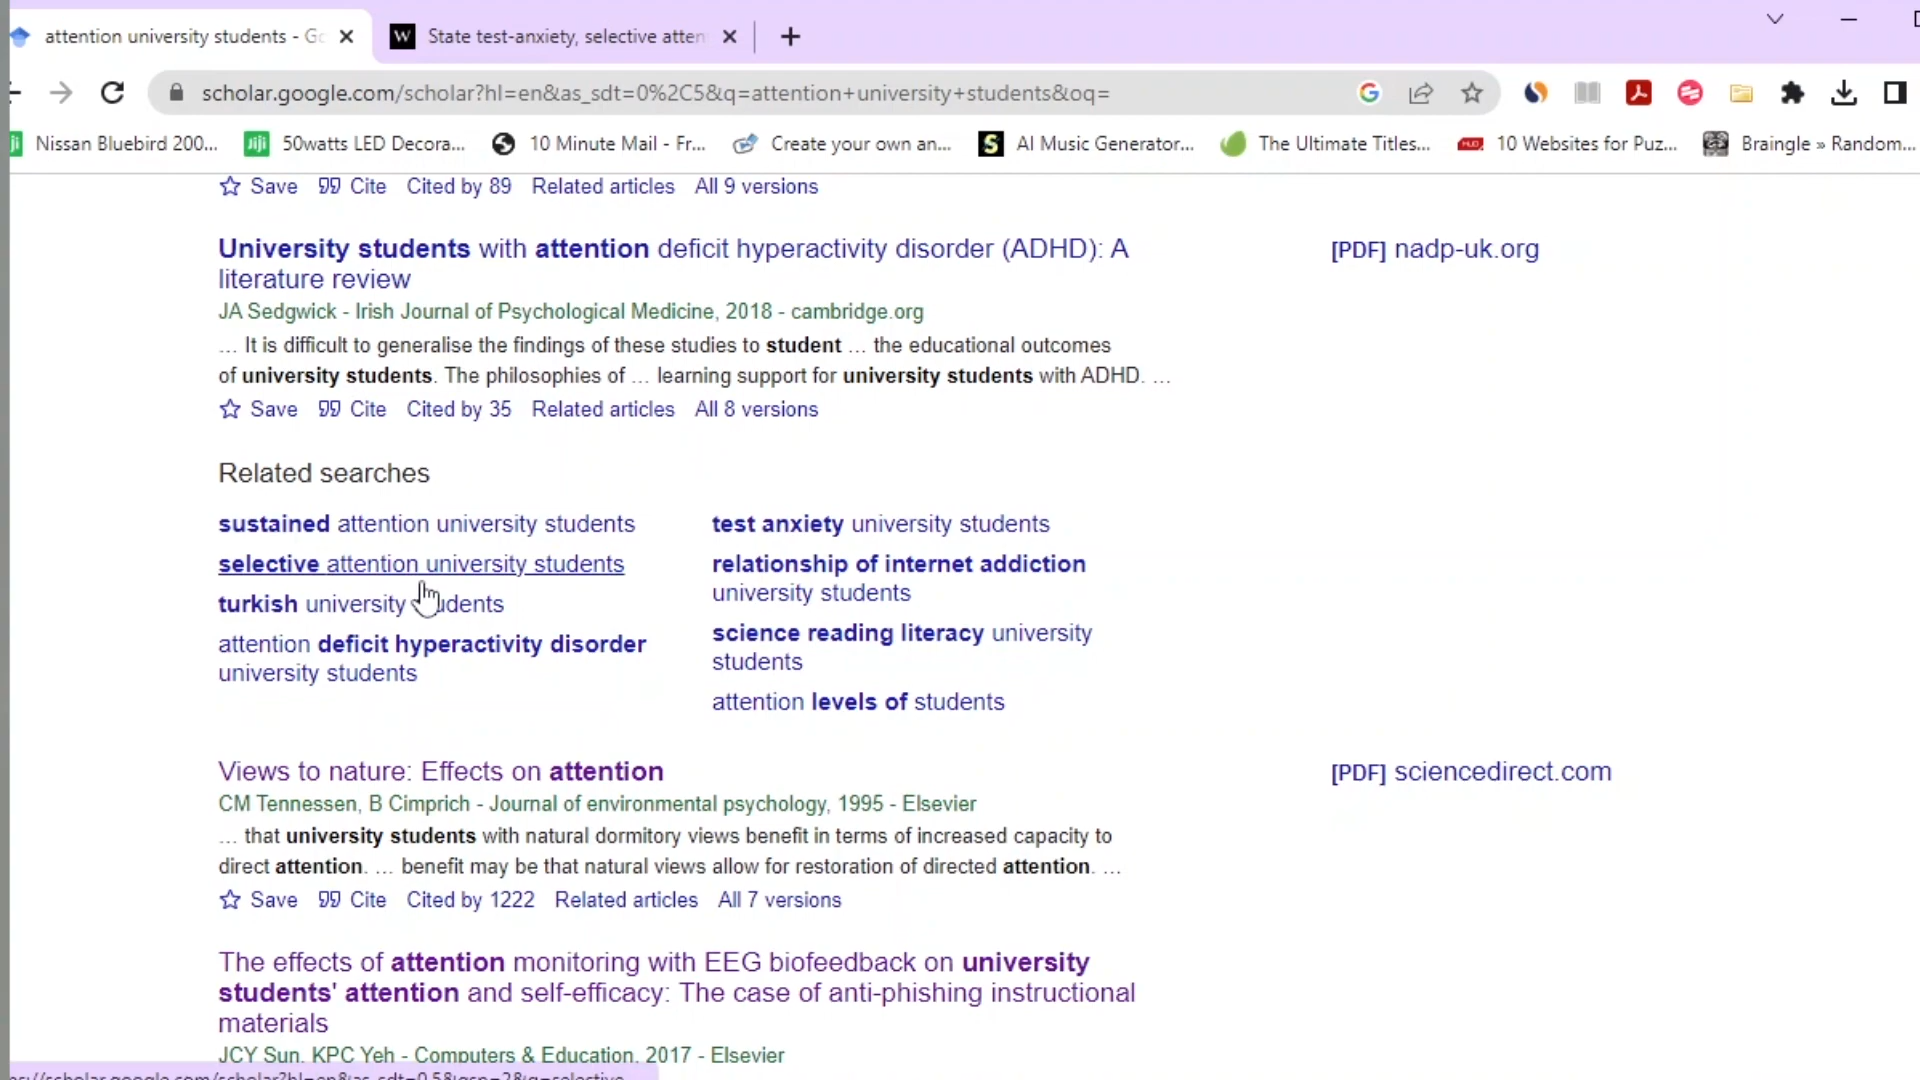 attention university students - Go
State test-anxiety, selective atten
scholar.google.com/scholar?hl=en&as_sdt=0%2C5&q=attention+university+students&oq=
Nissan Bluebird 200...
50watts LED Decora...
10 Minute Mail - Fr...
Create your own an...
AI Music Generator...
The Ultimate Titles...
10 Websites for Puz...
Braingle » Random...
Save Cite Cited by 89 Related articles All 9 versions
University students with attention deficit hyperactivity disorder (ADHD): A
literature review
[PDF] nadp-uk.org
JA Sedgwick - Irish Journal of Psychological Medicine, 2018 - cambridge.org
... It is difficult to generalise the findings of these studies to student ... the educational outcomes
of university students. The philosophies of ... learning support for university students with ADHD. ...
Save Cite Cited by 35 Related articles All 8 versions
Related searches
sustained attention university students
selective attention university students
turkish university students
attention deficit hyperactivity disorder
university students
test anxiety university students
relationship of internet addiction
university students
science reading literacy university
students
attention levels of students
Views to nature: Effects on attention
[PDF] sciencedirect.com
CM Tennessen, B Cimprich - Journal of environmental psychology, 1995 - Elsevier
... that university students with natural dormitory views benefit in terms of increased capacity to
direct attention. ... benefit may be that natural views allow for restoration of directed attention. ...
Save Cite Cited by 1222 Related articles All 7 versions
The effects of attention monitoring with EEG biofeedback on university
students' attention and self-efficacy: The case of anti-phishing instructional
materials
JCY Sun, KPC Yeh - Computers & Education, 2017 - Elsevier